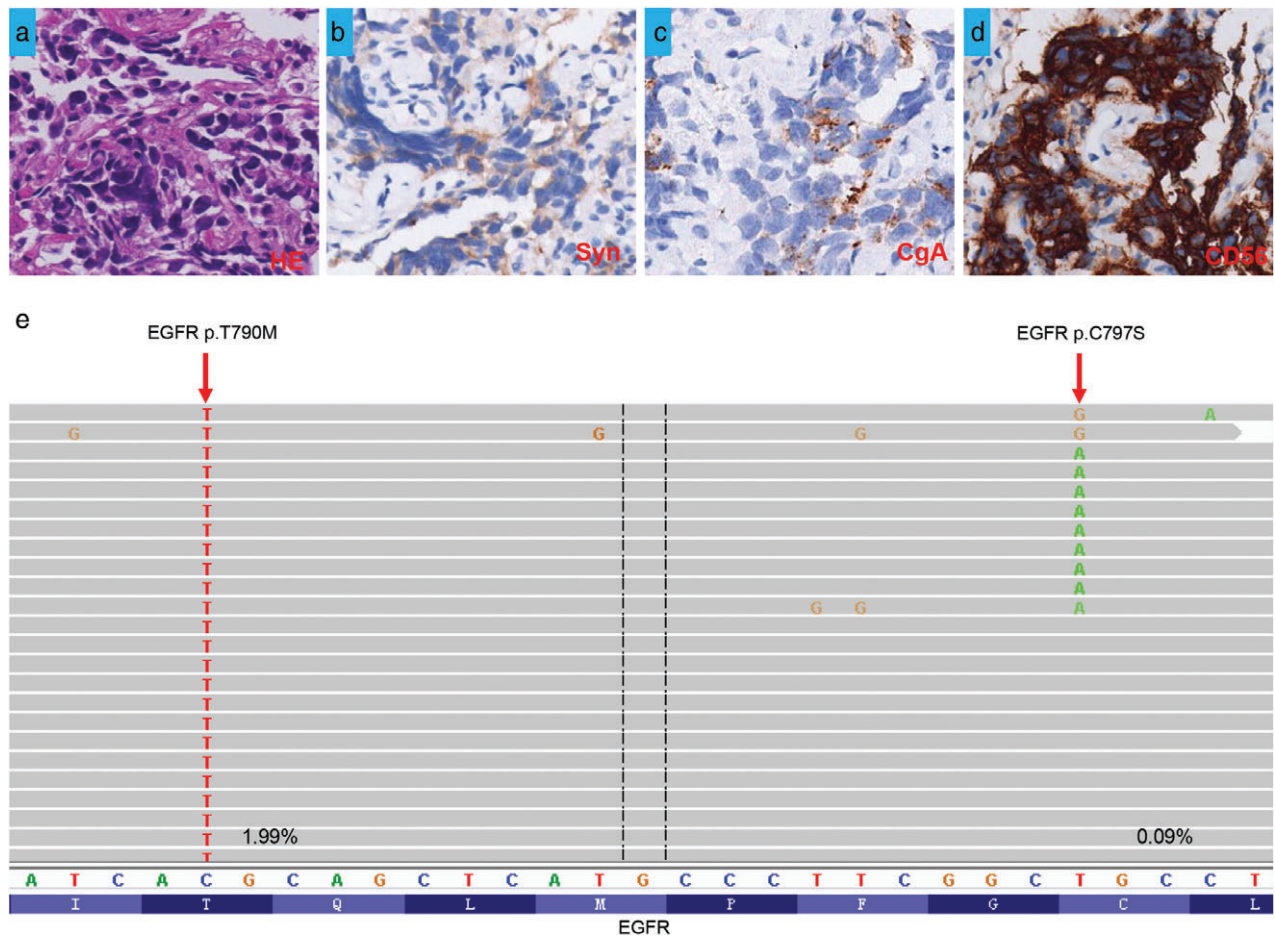 a
HE
b
Syn
c
CgA
d
CD56
e
EGFR p.T790M
EGFR p.C797S
T G A
G T G G G
T A
T A
T A
T A
T A
T A
T A
T A
T G G A
T
T
T
T
T
T
T
T
T
T
T
T
1.99% 0.09%
T
T
A T C A C G C A G C T C A T G C C C T T C G G C T G C C T
I T Q L M P F G C L
EGFR